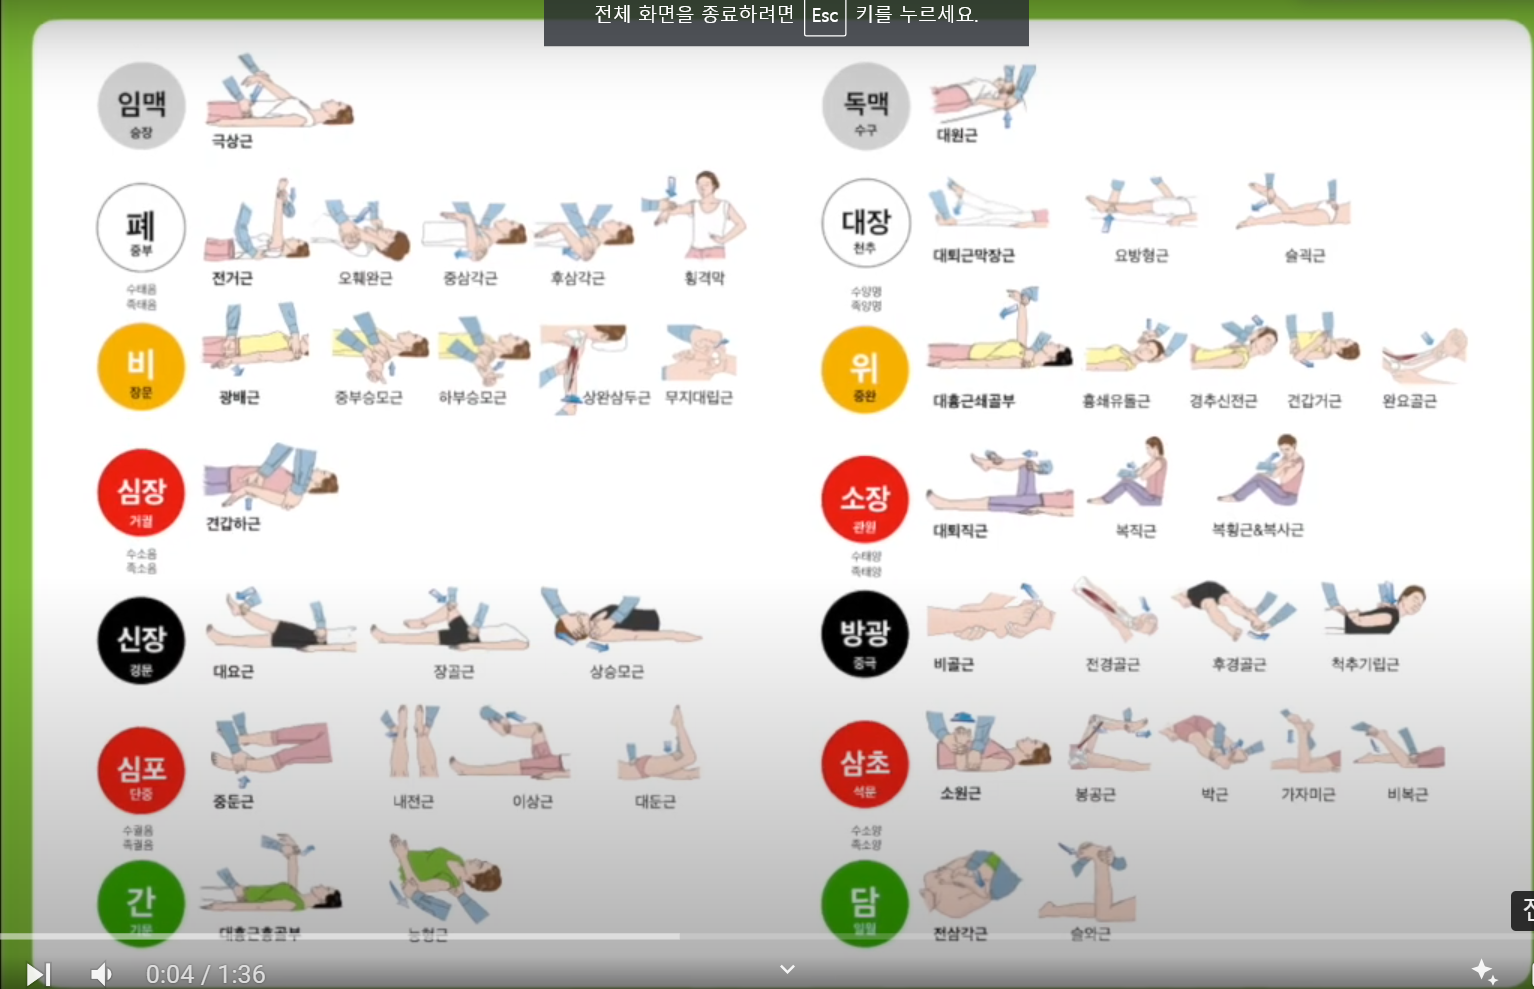 전체 화면을 종료하려면 Esc 키를 누르세요.
임맥
승장
극상근
독맥
수구
대원근
폐
중부
전거근
오훼완근
중삼각근
후삼각근
횡격막
대장
천추
대퇴근막장근
요방형근
슬괵근
수태음
족태음
수양명
족양명
비
장문
광배근
중부승모근
하부승모근
상완삼두근
무지대립근
위
중완
대흉근쇄골부
흉쇄유돌근
경추신전근
견갑거근
완요골근
심장
거궐
견갑하근
소장
관원
대퇴직근
복직근
복횡근&복사근
수소음
족소음
수태양
족태양
신장
경문
대요근
장골근
상승모근
방광
중극
비골근
전경골근
후경골근
척추기립근
심포
단중
중둔근
내전근
이상근
대둔근
삼초
석문
소원근
봉공근
박근
가자미근
비복근
수궐음
족궐음
수소양
족소양
간
기문
대흉근흉골부
능형근
담
일월
전삼각근
슬와근
0:04 / 1:36